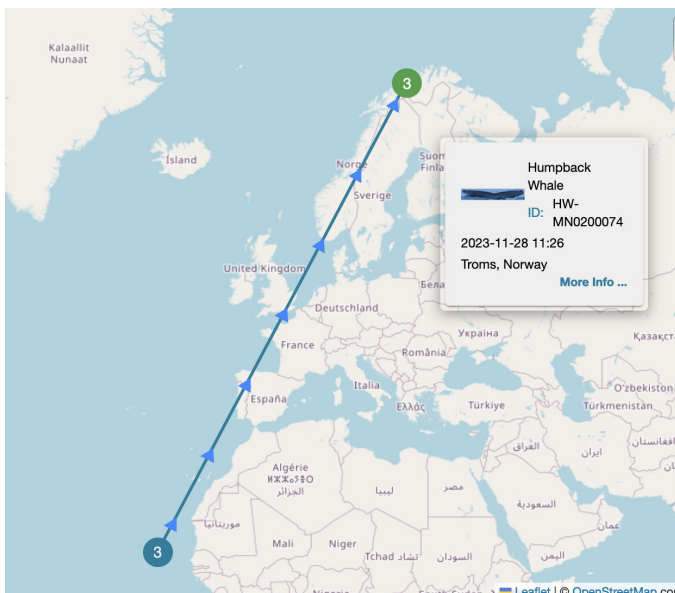 Kalaallit
Nunaat
Ísland
Norge
Suom
Finla
Sverige
United Kingdom
Deutschland
Бела
France
Україна
România
Қазақст
Italia
España
Ελλάς
Türkiye
O'zbekiston
Türkmenistan
افغانستان
العراق
ایران
Algérie
ⵍⵣⵣⴰⵢⴻⵔ
الجزائر
ليبيا
مصر
السعودية
موريتانيا
عمان
Mali
Niger
Tchad تشاد
السودان
اليمن
3
3
Humpback
Whale
ID: HW-
MN0200074
2023-11-28 11:26
Troms, Norway
More Info ...
Leaflet | © OpenStreetMap con